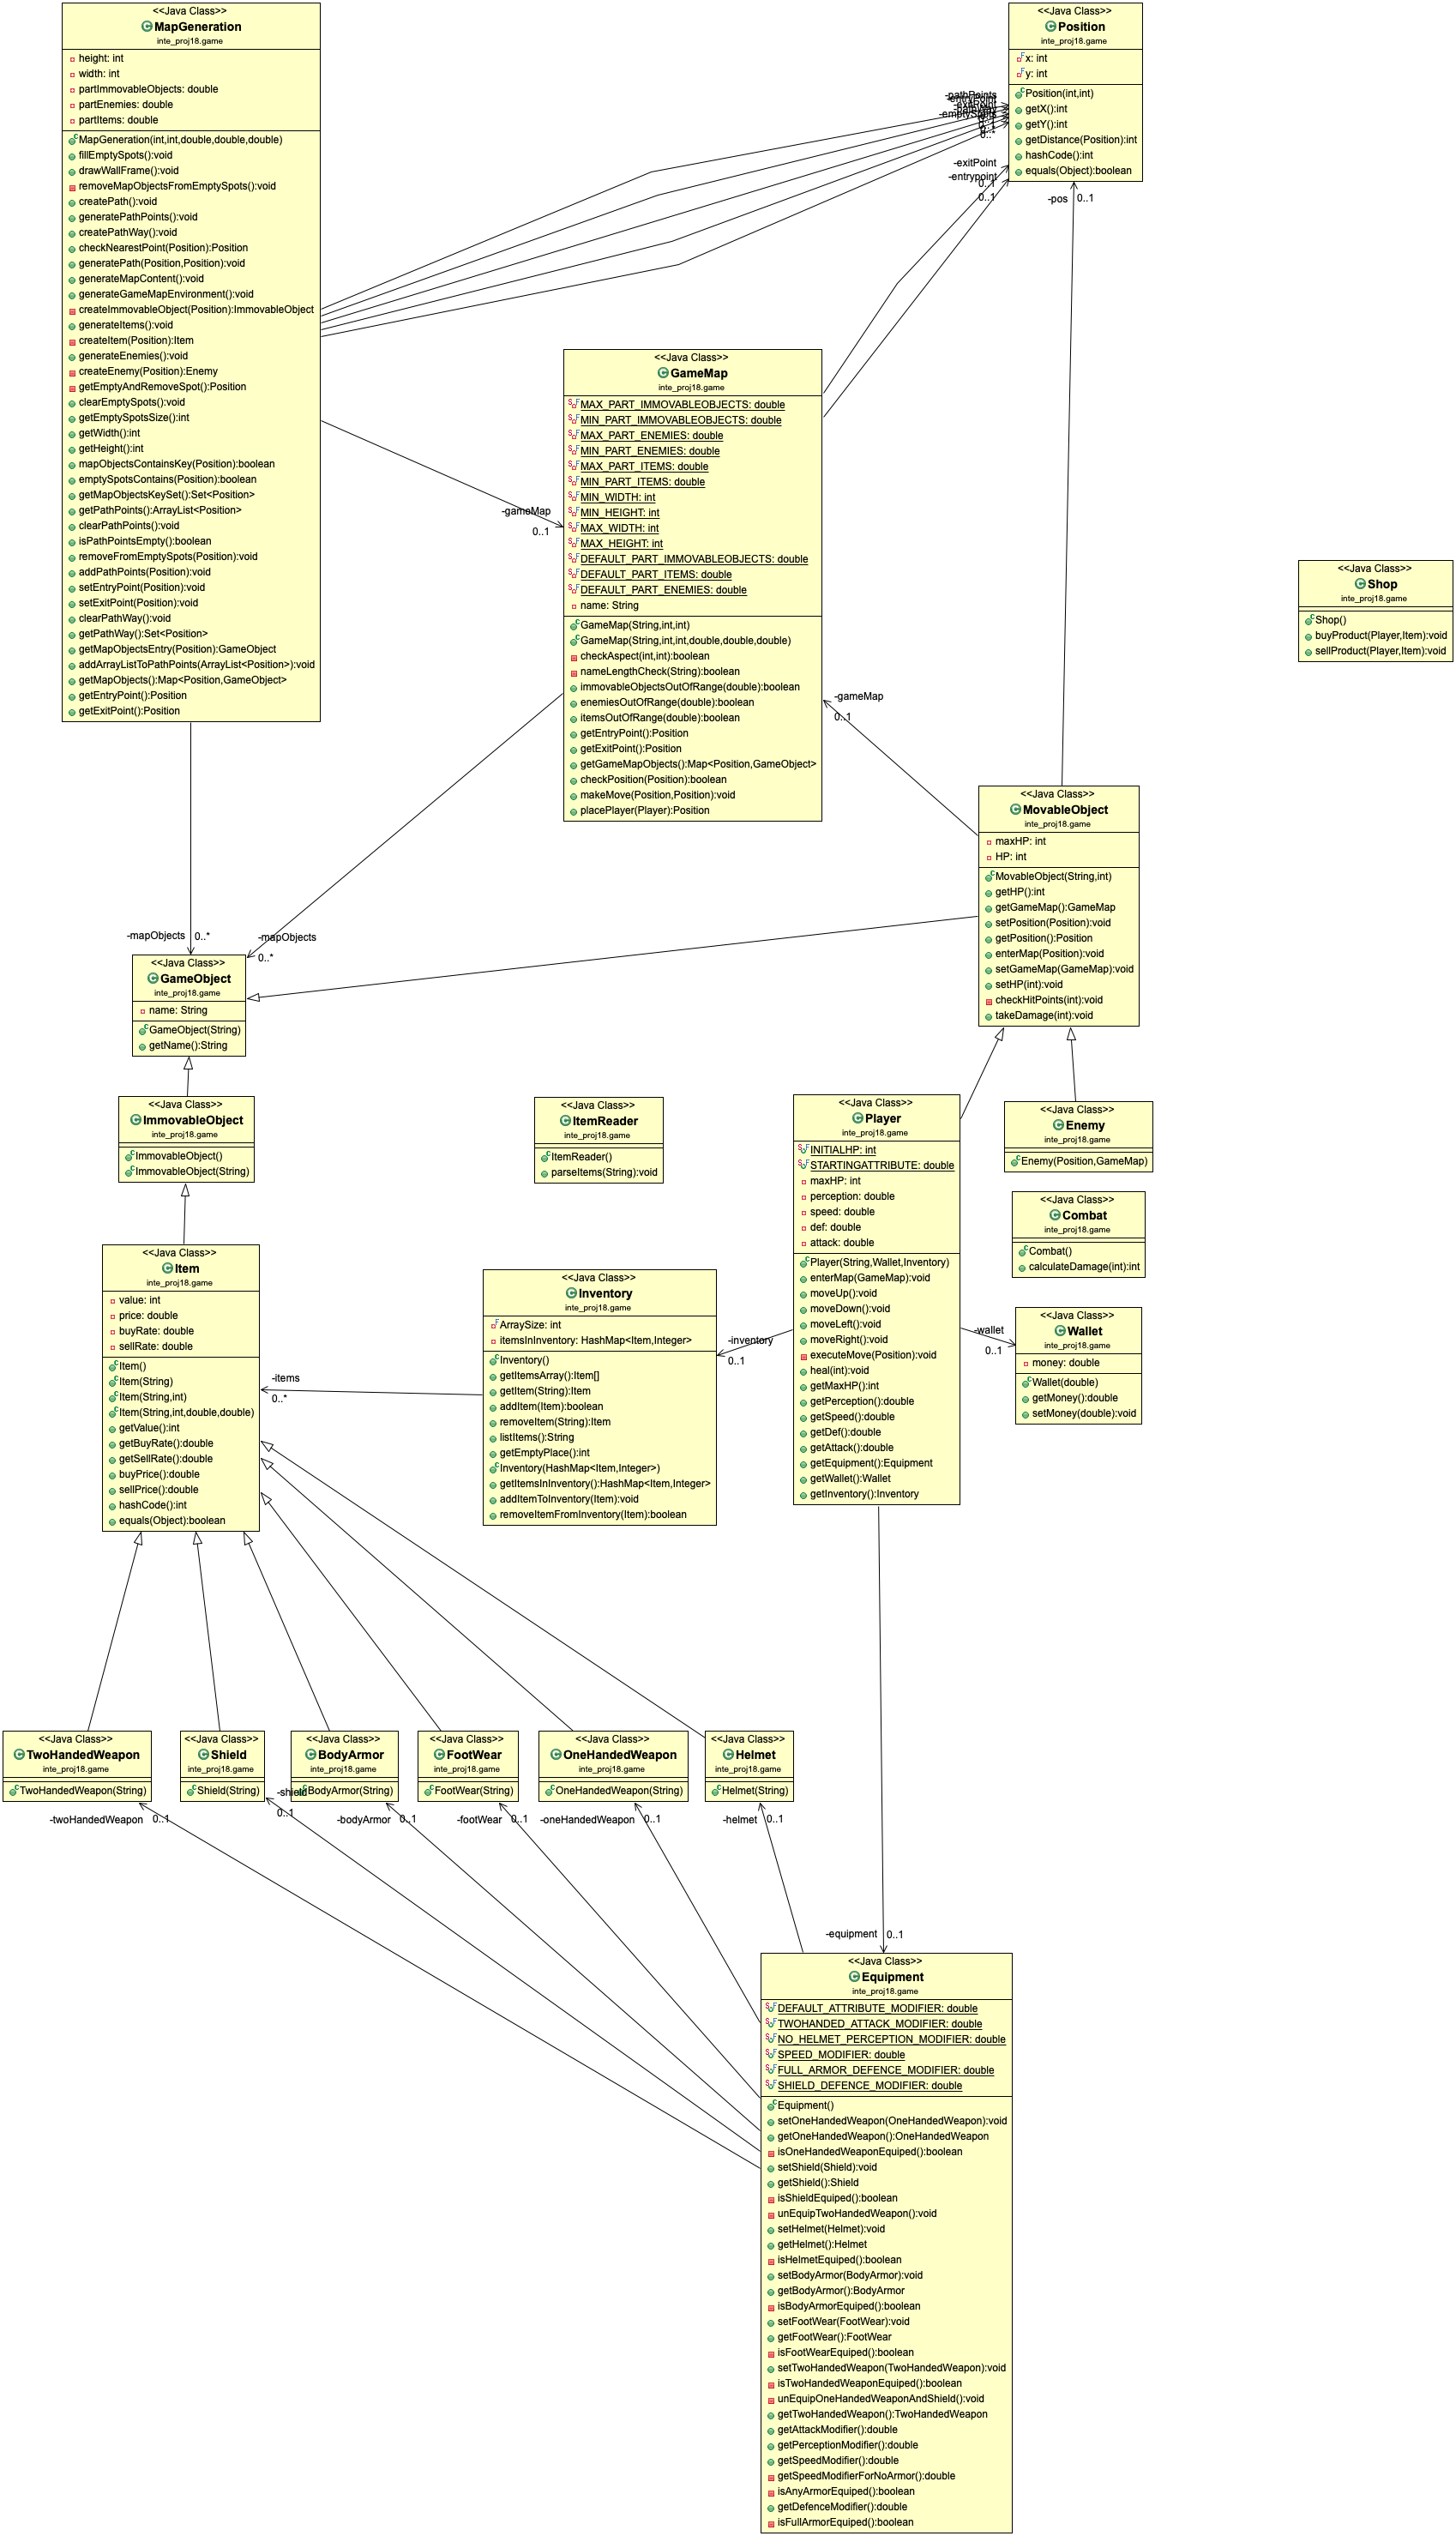 <<Java Class>>
MapGeneration
inte_proj18.game
height: int
width: int
partImmovableObjects: double
partEnemies: double
partItems: double
MapGeneration(int,int,double,double,double)
fillEmptySpots():void
drawWallFrame():void
removeMapObjectsFromEmptySpots():void
createPath():void
generatePathPoints():void
createPathWay():void
checkNearestPoint(Position):Position
generatePath(Position,Position):void
generateMapContent():void
generateGameMapEnvironment():void
createImmovableObject(Position):ImmovableObject
generateItems():void
createItem(Position):Item
generateEnemies():void
createEnemy(Position):Enemy
getEmptyAndRemoveSpot():Position
clearEmptySpots():void
getEmptySpotsSize():int
getWidth():int
getHeight():int
mapObjectsContainsKey(Position):boolean
emptySpotsContains(Position):boolean
getMapObjectsKeySet():Set<Position>
getPathPoints():ArrayList<Position>
clearPathPoints():void
isPathPointsEmpty():boolean
removeFromEmptySpots(Position):void
addPathPoints(Position):void
setEntryPoint(Position):void
setExitPoint(Position):void
clearPathWay():void
getPathWay():Set<Position>
getMapObjectsEntry(Position):GameObject
addArrayListToPathPoints(ArrayList<Position>):void
getMapObjects():Map<Position,GameObject>
getEntryPoint():Position
getExitPoint():Position
<<Java Class>>
Position
inte_proj18.game
x: int
y: int
Position(int,int)
getX():int
getY():int
getDistance(Position):int
hashCode():int
equals(Object):boolean
-pathPoints
-emptySpots
0..*
-exitPoint
0..1
-entrypoint
0..1
-pos
0..1
<<Java Class>>
GameMap
inte_proj18.game
MAX_PART_IMMOVABLEOBJECTS: double
MIN_PART_IMMOVABLEOBJECTS: double
MAX_PART_ENEMIES: double
MIN_PART_ENEMIES: double
MAX_PART_ITEMS: double
MIN_PART_ITEMS: double
MIN_WIDTH: int
MIN_HEIGHT: int
MAX_WIDTH: int
MAX_HEIGHT: int
DEFAULT_PART_IMMOVABLEOBJECTS: double
DEFAULT_PART_ITEMS: double
DEFAULT_PART_ENEMIES: double
name: String
GameMap(String,int,int)
GameMap(String,int,int,double,double,double)
checkAspect(int,int):boolean
nameLengthCheck(String):boolean
immovableObjectsOutOfRange(double):boolean
enemiesOutOfRange(double):boolean
itemsOutOfRange(double):boolean
getEntryPoint():Position
getExitPoint():Position
getGameMapObjects():Map<Position,GameObject>
checkPosition(Position):boolean
makeMove(Position,Position):void
placePlayer(Player):Position
-gameMap
0..1
<<Java Class>>
Shop
inte_proj18.game
Shop()
buyProduct(Player,Item):void
sellProduct(Player,Item):void
-gameMap
0..1
<<Java Class>>
MovableObject
inte_proj18.game
maxHP: int
HP: int
MovableObject(String,int)
getHP():int
getGameMap():GameMap
setPosition(Position):void
getPosition():Position
enterMap(Position):void
setGameMap(GameMap):void
setHP(int):void
checkHitPoints(int):void
takeDamage(int):void
-mapObjects
0..*
-mapObjects
0..*
<<Java Class>>
GameObject
inte_proj18.game
name: String
GameObject(String)
getName():String
<<Java Class>>
ImmovableObject
inte_proj18.game
ImmovableObject()
ImmovableObject(String)
<<Java Class>>
ItemReader
inte_proj18.game
ItemReader()
parseItems(String):void
<<Java Class>>
Player
inte_proj18.game
INITIALHP: int
STARTINGATTRIBUTE: double
maxHP: int
perception: double
speed: double
def: double
attack: double
Player(String,Wallet,Inventory)
enterMap(GameMap):void
moveUp():void
moveDown():void
moveLeft():void
moveRight():void
executeMove(Position):void
heal(int):void
getMaxHP():int
getPerception():double
getSpeed():double
getDef():double
getAttack():double
getEquipment():Equipment
getWallet():Wallet
getInventory():Inventory
<<Java Class>>
Enemy
inte_proj18.game
Enemy(Position,GameMap)
<<Java Class>>
Combat
inte_proj18.game
Combat()
calculateDamage(int):int
<<Java Class>>
Wallet
inte_proj18.game
money: double
Wallet(double)
getMoney():double
setMoney(double):void
-wallet
0..1
<<Java Class>>
Item
inte_proj18.game
value: int
price: double
buyRate: double
sellRate: double
Item()
Item(String)
Item(String,int)
Item(String,int,double,double)
getValue():int
getBuyRate():double
getSellRate():double
buyPrice():double
sellPrice():double
hashCode():int
equals(Object):boolean
-items
0..*
<<Java Class>>
Inventory
inte_proj18.game
ArraySize: int
itemsInInventory: HashMap<Item,Integer>
Inventory()
getItemsArray():Item[]
getItem(String):Item
addItem(Item):boolean
removeItem(String):Item
listItems():String
getEmptyPlace():int
Inventory(HashMap<Item,Integer>)
getItemsInInventory():HashMap<Item,Integer>
addItemToInventory(Item):void
removeItemFromInventory(Item):boolean
-inventory
0..1
<<Java Class>>
TwoHandedWeapon
inte_proj18.game
TwoHandedWeapon(String)
<<Java Class>>
Shield
inte_proj18.game
Shield(String)
<<Java Class>>
BodyArmor
inte_proj18.game
BodyArmor(String)
<<Java Class>>
FootWear
inte_proj18.game
FootWear(String)
<<Java Class>>
OneHandedWeapon
inte_proj18.game
OneHandedWeapon(String)
<<Java Class>>
Helmet
inte_proj18.game
Helmet(String)
-twoHandedWeapon
0..1
-shield
0..1
-bodyArmor
0..1
-footWear
0..1
-oneHandedWeapon
0..1
-helmet
0..1
-equipment
0..1
<<Java Class>>
Equipment
inte_proj18.game
DEFAULT_ATTRIBUTE_MODIFIER: double
TWOHANDED_ATTACK_MODIFIER: double
NO_HELMET_PERCEPTION_MODIFIER: double
SPEED_MODIFIER: double
FULL_ARMOR_DEFENCE_MODIFIER: double
SHIELD_DEFENCE_MODIFIER: double
Equipment()
setOneHandedWeapon(OneHandedWeapon):void
getOneHandedWeapon():OneHandedWeapon
isOneHandedWeaponEquiped():boolean
setShield(Shield):void
getShield():Shield
isShieldEquiped():boolean
unEquipTwoHandedWeapon():void
setHelmet(Helmet):void
getHelmet():Helmet
isHelmetEquiped():boolean
setBodyArmor(BodyArmor):void
getBodyArmor():BodyArmor
isBodyArmorEquiped():boolean
setFootWear(FootWear):void
getFootWear():FootWear
isFootWearEquiped():boolean
setTwoHandedWeapon(TwoHandedWeapon):void
isTwoHandedWeaponEquiped():boolean
unEquipOneHandedWeaponAndShield():void
getTwoHandedWeapon():TwoHandedWeapon
getAttackModifier():double
getPerceptionModifier():double
getSpeedModifier():double
getSpeedModifierForNoArmor():double
isAnyArmorEquiped():boolean
getDefenceModifier():double
isFullArmorEquiped():boolean